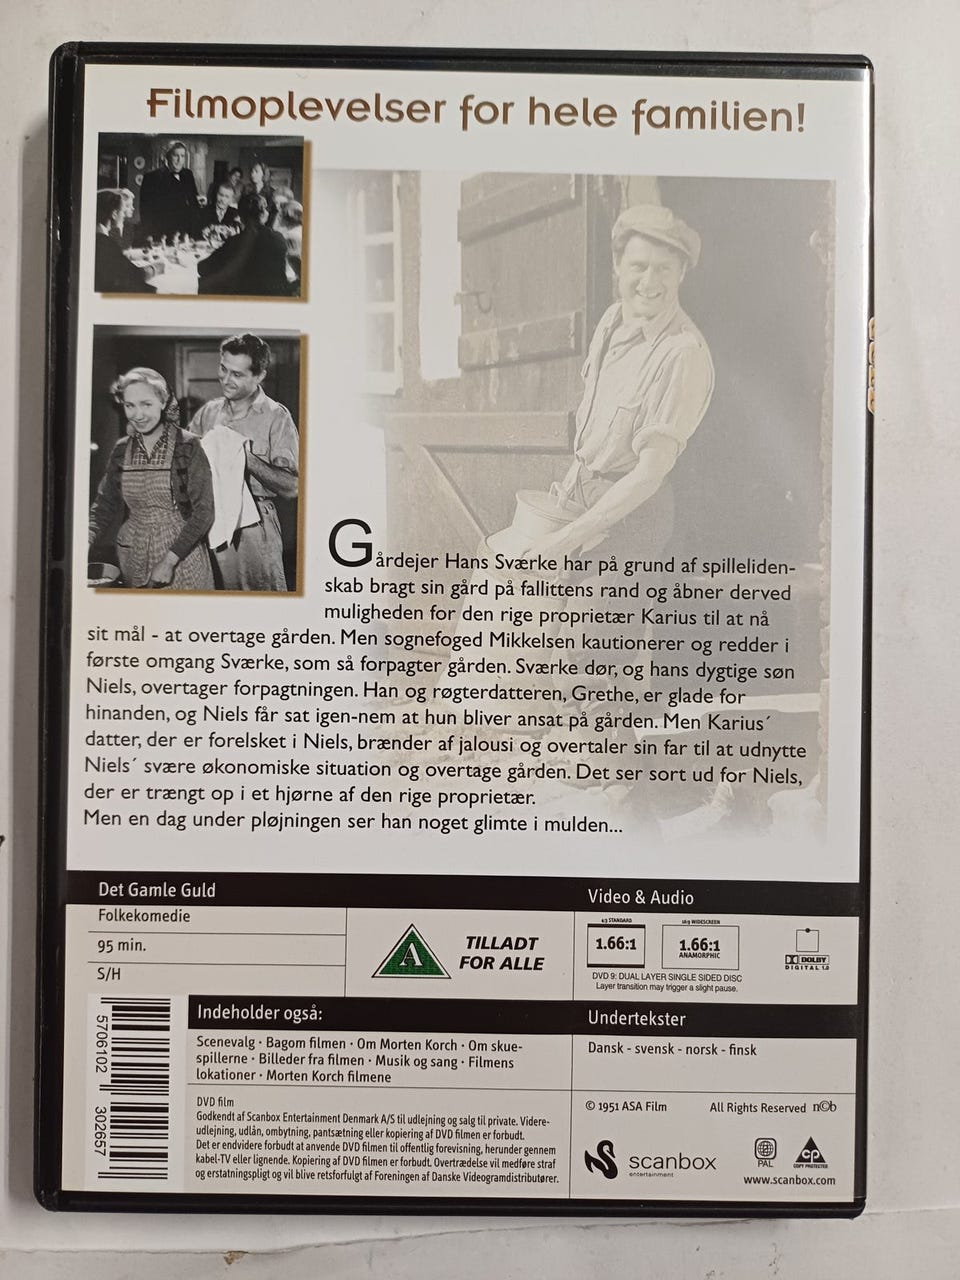 Filmoplevelser for hele familien!
Gårdejer Hans Sværke har på grund af spilleliden-
skab bragt sin gård på fallittens rand og åbner derved
muligheden for den rige proprietær Karius til at nå
sit mål - at overtage gården. Men sognefoged Mikkelsen kautionerer og redder i
første omgang Sværke, som så forpagter gården. Sværke dør, og hans dygtige søn
Niels, overtager forpagtningen. Han og røgterdatteren, Grethe, er glade for
hinanden, og Niels får sat igen-nem at hun bliver ansat på gården. Men Karius´
datter, der er forelsket i Niels, brænder af jalousi og overtaler sin far til at udnytte
Niels´ svære økonomiske situation og overtage gården. Det ser sort ud for Niels,
der er trængt op i et hjørne af den rige proprietær.
Men en dag under pløjningen ser han noget glimte i mulden...
Det Gamle Guld
Folkekomedie
95 min.
S/H
A
TILLADT
FOR ALLE
Video & Audio
4:3 STANDARD
1.66:1
16:9 WIDESCREEN
1.66:1
ANAMORPHIC
DVD 9: DUAL LAYER SINGLE SIDED DISC
Layer transition may trigger a slight pause.
DOLBY
DIGITAL 1.0
5706102 302657
Indeholder også:
Scenevalg · Bagom filmen · Om Morten Korch · Om skue-
spillerne · Billeder fra filmen · Musik og sang · Filmens
lokationer · Morten Korch filmene
DVD film
Godkendt af Scanbox Entertainment Denmark A/S til udlejning og salg til private. Videre-
udlejning, udlån, ombytning, pantsætning eller kopiering af DVD filmen er forbudt.
Det er endvidere forbudt at anvende DVD filmen til offentlig forevisning, herunder gennem
kabel-TV eller lignende. Kopiering af DVD filmen er forbudt. Overtrædelse vil medføre straf
og erstatningspligt og vil blive retsforfulgt af Foreningen af Danske Videogramdistributører.
Undertekster
Dansk - svensk - norsk - finsk
© 1951 ASA Film
All Rights Reserved n©b
scanbox
entertainment
PAL
CP
COPY PROTECTED
www.scanbox.com